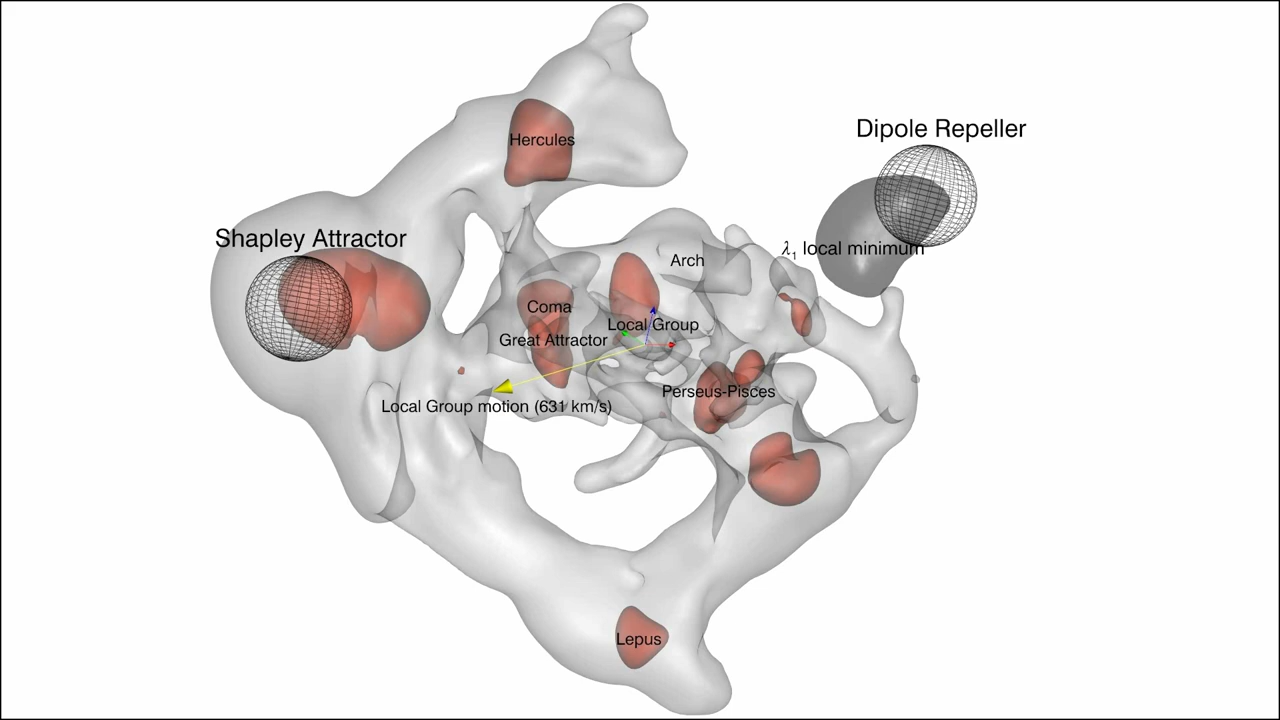 Dipole Repeller
Hercules
Shapley Attractor
λ₁ local minimum
Arch
Coma
Local Group
Great Attractor
Perseus-Pisces
Local Group motion (631 km/s)
Lepus